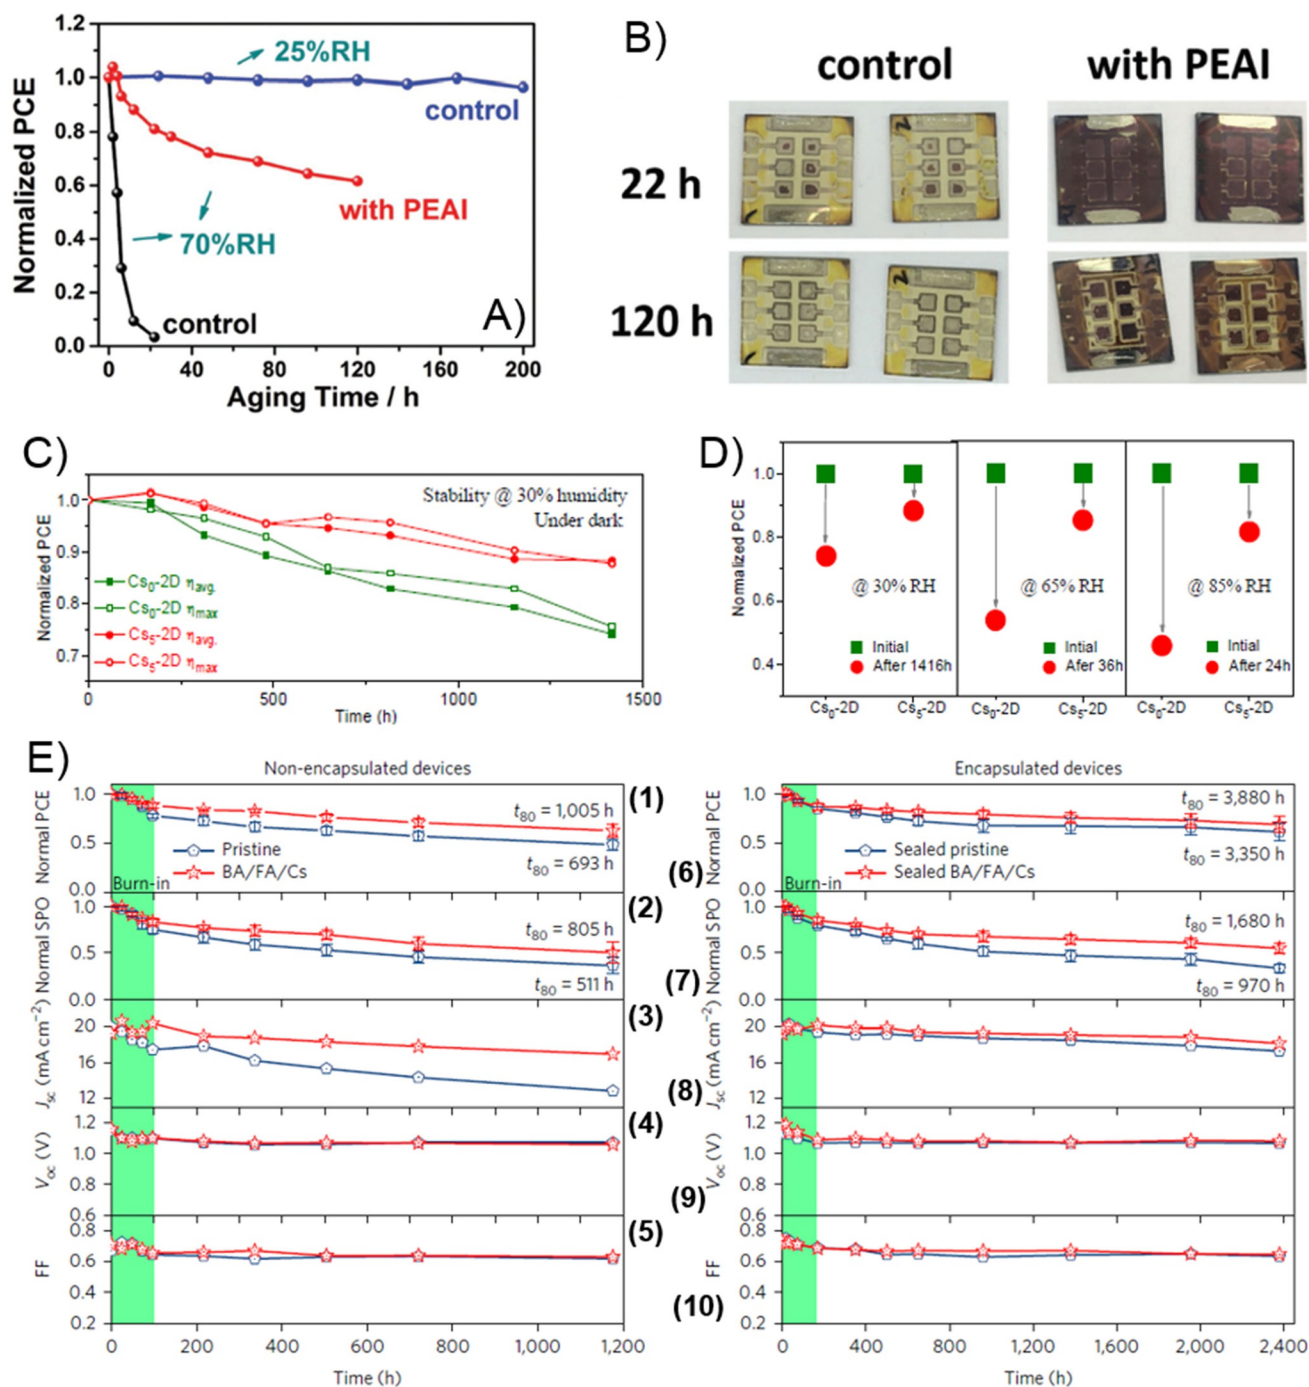 A)
Normalized PCE
1.2
1.0
0.8
0.6
0.4
0.2
0.0
25%RH
control
with PEAI
70%RH
control
0 40 80 120 160 200
Aging Time / h
B)
control with PEAI
22 h
120 h
C)
Normalized PCE
1.0
0.9
0.8
0.7
Stability @ 30% humidity
Under dark
Cs0-2D ηavg.
Cs0-2D ηmax
Cs5-2D ηavg.
Cs5-2D ηmax
0 500 1000 1500
Time (h)
D)
Normalized PCE
1.0
0.8
0.6
0.4
@ 30% RH
@ 65% RH
@ 85% RH
Initial
After 1416h
Intial
Afer 36h
Intial
After 24h
Cs0-2D Cs5-2D Cs0-2D Cs5-2D Cs0-2D Cs5-2D
E)
Non-encapsulated devices
Normal PCE
1.0
0.5
0.0
t80 = 1,005 h
Pristine
BA/FA/Cs
t80 = 693 h
Burn-in
(1)
Normal SPO
1.0
0.5
0.0
t80 = 805 h
t80 = 511 h
(2)
Jsc (mA cm−2)
20
16
12
(3)
Voc (V)
1.2
1.0
0.8
0.6
(4)
FF
0.8
0.6
0.4
0.2
(5)
0 200 400 600 800 1,000 1,200
Time (h)
Encapsulated devices
(6)
Normal PCE
1.0
0.5
0.0
t80 = 3,880 h
Sealed pristine
Sealed BA/FA/Cs
t80 = 3,350 h
Burn-in
(7)
Normal SPO
1.0
0.5
0.0
t80 = 1,680 h
t80 = 970 h
(8)
Jsc (mA cm−2)
20
16
12
(9)
Voc (V)
1.2
1.0
0.8
0.6
(10)
FF
0.8
0.6
0.4
0.2
0 400 800 1,200 1,600 2,000 2,400
Time (h)